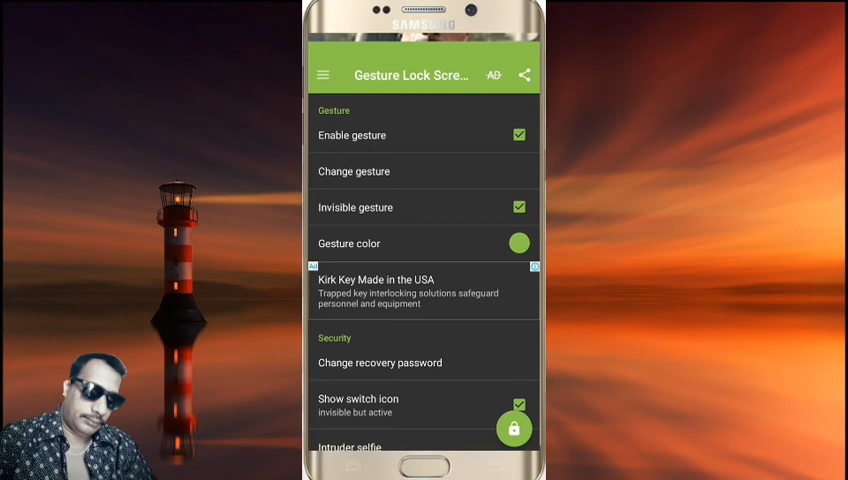 SAMSUNG
Gesture Lock Scre...
AD
Gesture
Enable gesture
Change gesture
Invisible gesture
Gesture color
Ad
Kirk Key Made in the USA
Trapped key interlocking solutions safeguard
personnel and equipment
Security
Change recovery password
Show switch icon
invisible but active
Intruder selfie